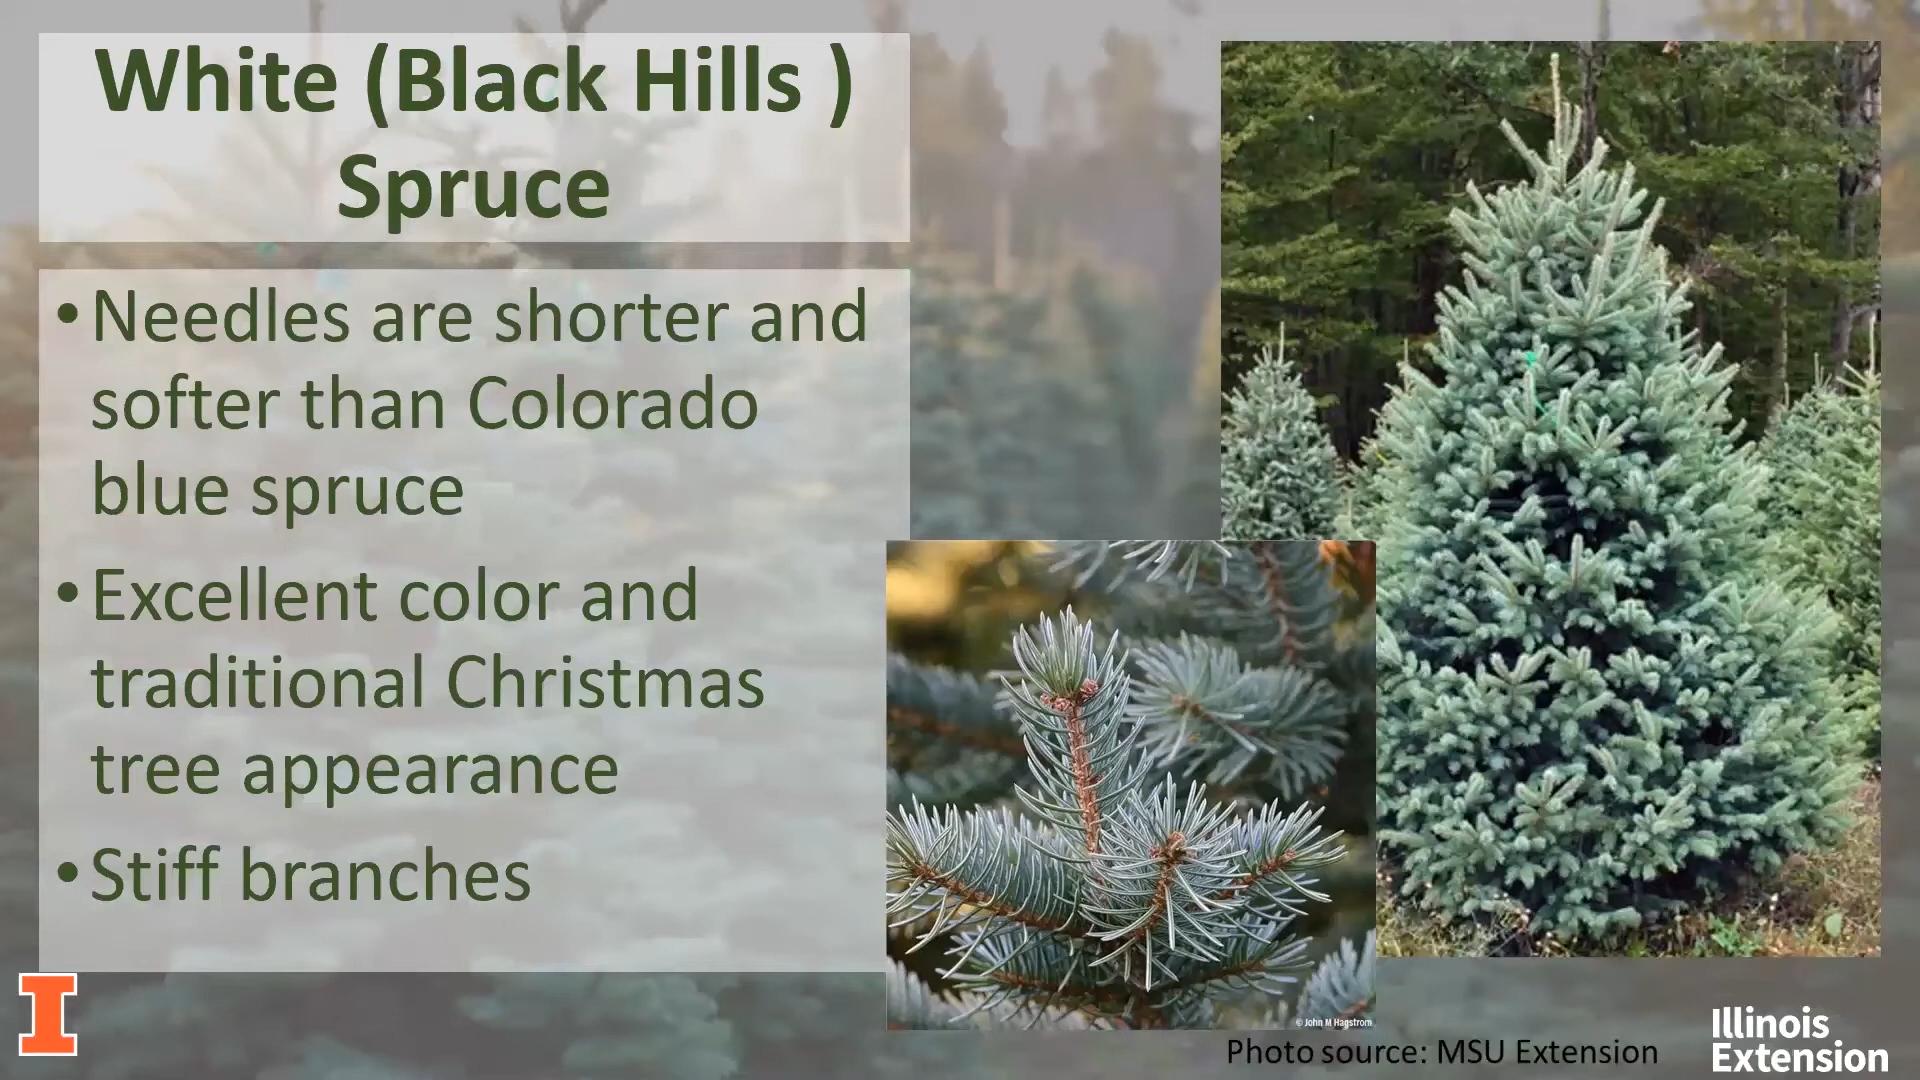 White (Black Hills )
Spruce
• Needles are shorter and
softer than Colorado
blue spruce
• Excellent color and
traditional Christmas
tree appearance
• Stiff branches
© John M Hagstrom
Photo source: MSU Extension
I
Illinois
Extension